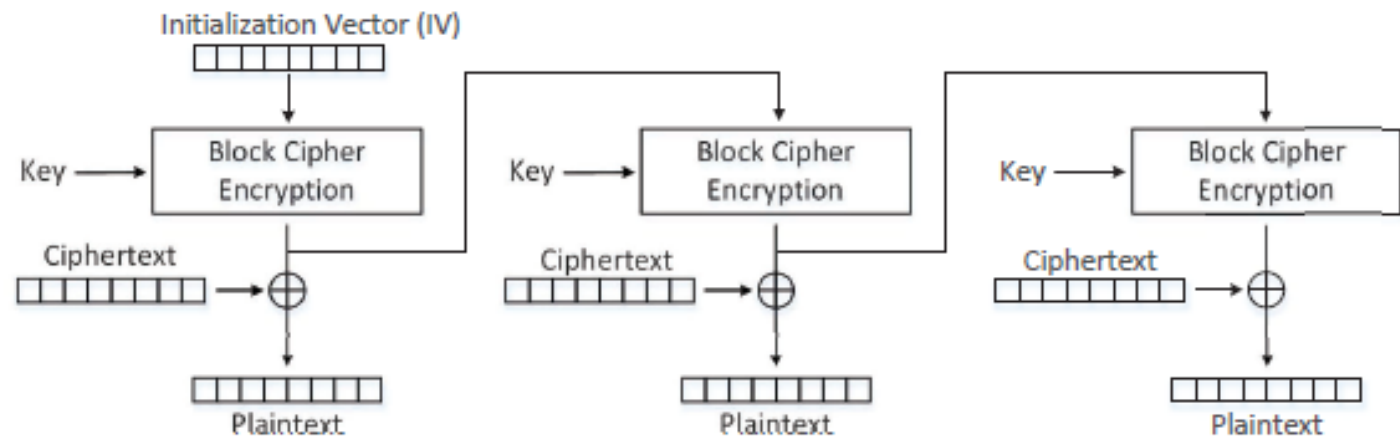 Initialization Vector (IV)
Key
Block Cipher
Encryption
Key
Block Cipher
Encryption
Key
Block Cipher
Encryption
Ciphertext
Ciphertext
Ciphertext
Plaintext
Plaintext
Plaintext